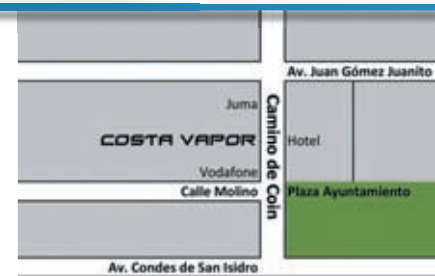 Av. Juan Gómez Juanito
Juma
COSTA VAPOR
Hotel
Camino de Coin
Vodafone
Calle Molino
Plaza Ayuntamiento
Av. Condes de San Isidro